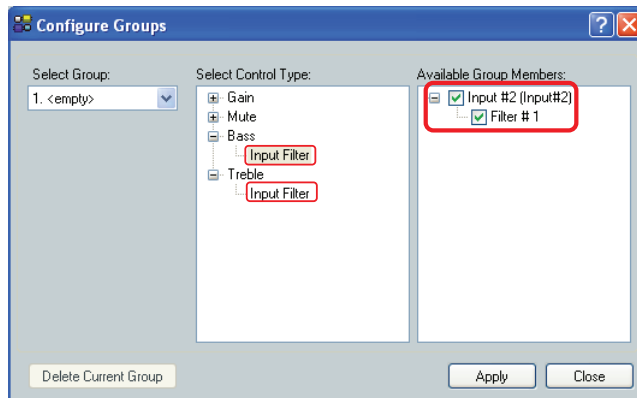 Configure Groups
Select Group:
1. <empty>
Select Control Type:
Gain
Mute
Bass
Input Filter
Treble
Input Filter
Available Group Members:
Input #2 (Input#2)
Filter # 1
Delete Current Group
Apply
Close